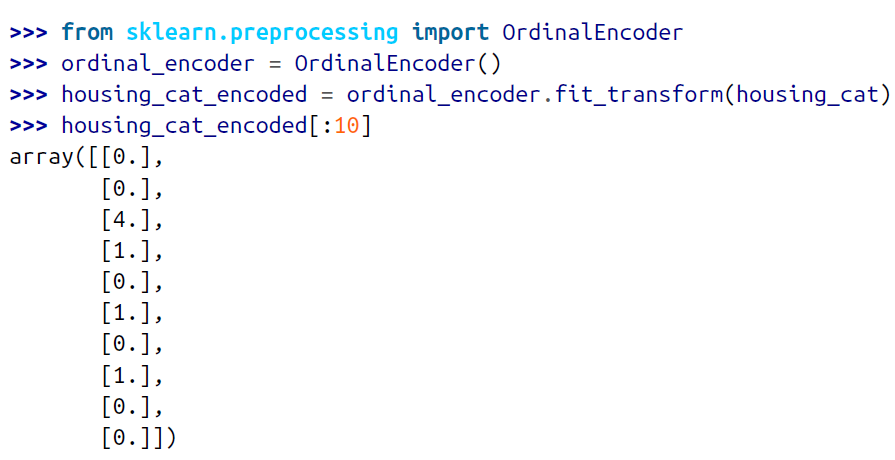 >>> from sklearn.preprocessing import OrdinalEncoder
>>> ordinal_encoder = OrdinalEncoder()
>>> housing_cat_encoded = ordinal_encoder.fit_transform(housing_cat)
>>> housing_cat_encoded[:10]
array([[0.],
       [0.],
       [4.],
       [1.],
       [0.],
       [1.],
       [0.],
       [1.],
       [0.],
       [0.]])